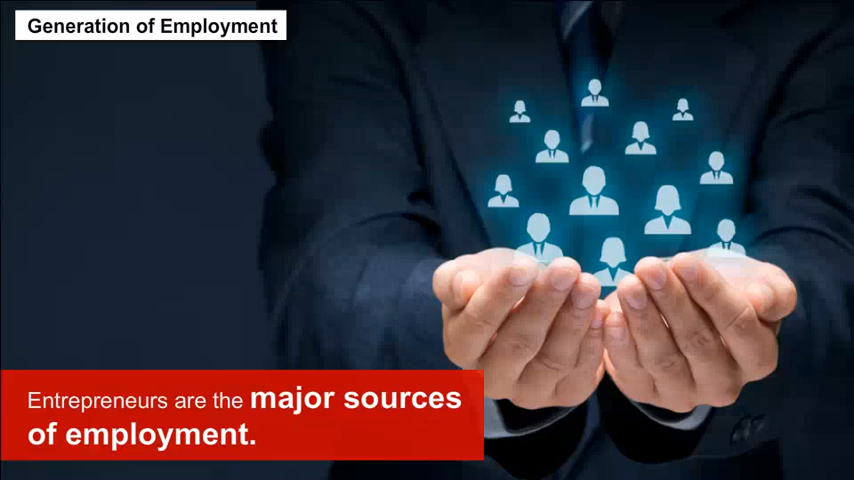 Generation of Employment
Entrepreneurs are the major sources
of employment.